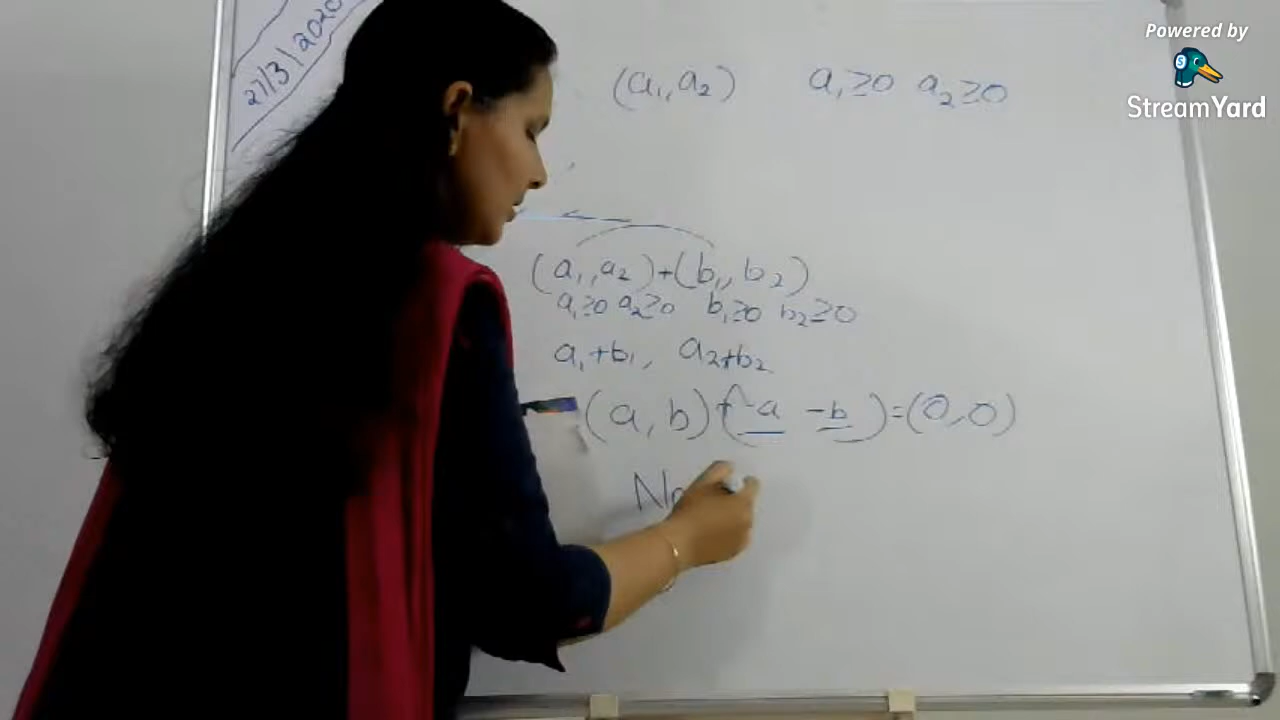 Powered by
StreamYard
27/3/2020
(a₁, a₂) a₁≥0 a₂≥0
(a₁, a₂)+(b₁, b₂)
a₁≥0 a₂≥0 b₁≥0 b₂≥0
a₁+b₁, a₂+b₂
(a, b)+(-a -b)=(0,0)
No